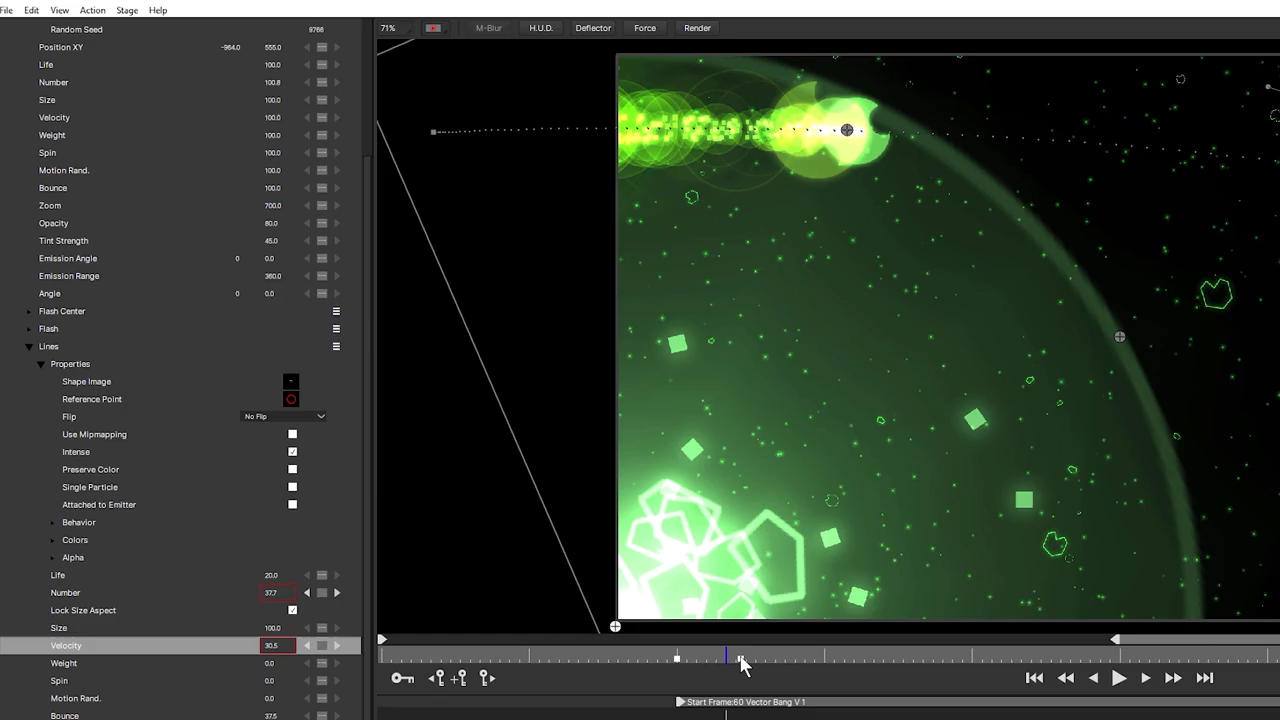 File Edit View Action Stage Help
71% M-Blur H.U.D. Deflector Force Render
Random Seed 9766
Position XY -964.0 555.0
Life 100.0
Number 100.8
Size 100.0
Velocity 100.0
Weight 100.0
Spin 100.0
Motion Rand. 100.0
Bounce 100.0
Zoom 700.0
Opacity 80.0
Tint Strength 45.0
Emission Angle 0 0.0
Emission Range 360.0
Angle 0 0.0
Flash Center
Flash
Lines
Properties
Shape Image
Reference Point
Flip No Flip
Use Mipmapping
Intense
Preserve Color
Single Particle
Attached to Emitter
Behavior
Colors
Alpha
Life 20.0
Number 37.7
Lock Size Aspect
Size 100.0
Velocity 30.5
Weight 0.0
Spin 0.0
Motion Rand. 0.0
Bounce 37.5
Start Frame:60 Vector Bang V 1